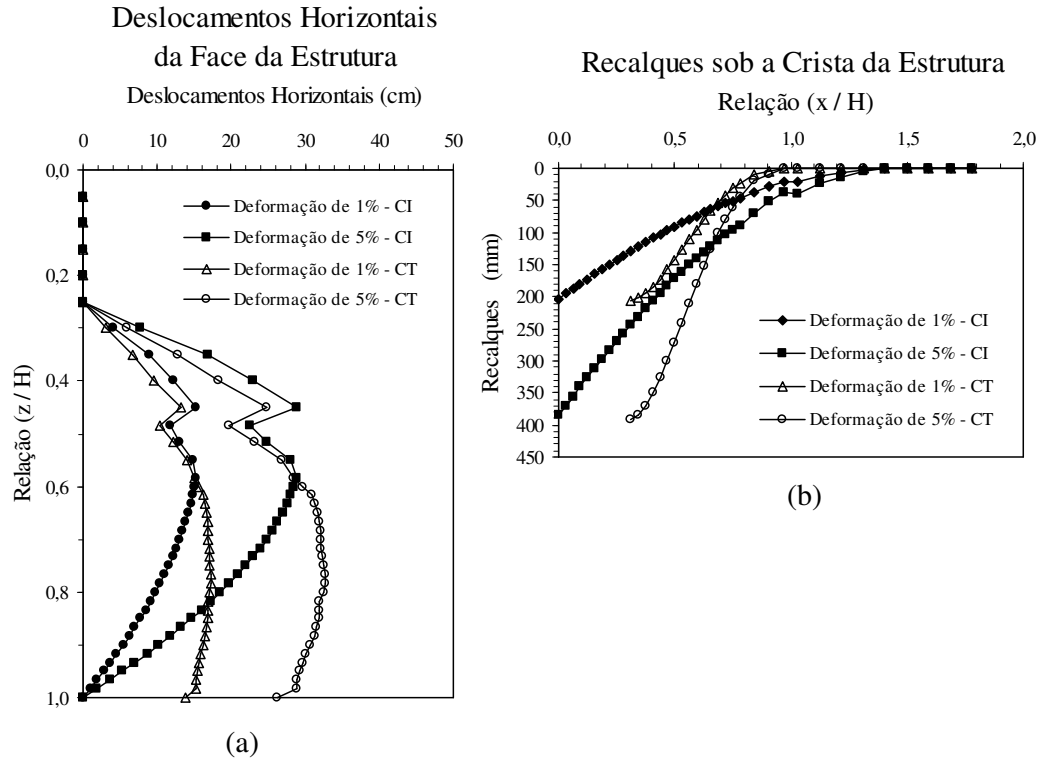 Deslocamentos Horizontais
da Face da Estrutura
Deslocamentos Horizontais (cm)
0 10 20 30 40 50
0,0
0,2
0,4
0,6
0,8
1,0
Relação (z / H)
Deformação de 1% - CI
Deformação de 5% - CI
Deformação de 1% - CT
Deformação de 5% - CT
(a)
Recalques sob a Crista da Estrutura
Relação (x / H)
0,0 0,5 1,0 1,5 2,0
0
50
100
150
200
250
300
350
400
450
Recalques (mm)
Deformação de 1% - CI
Deformação de 5% - CI
Deformação de 1% - CT
Deformação de 5% - CT
(b)